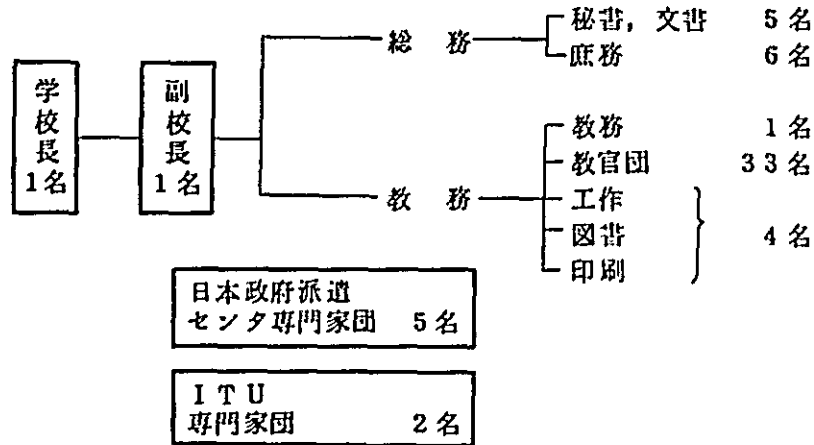 学校長
1名
副校長
1名
総務
秘書，文書 5名
庶務 6名
教務
教務 1名
教官団 33名
工作
図書
印刷
4名
日本政府派遣
センタ専門家団 5名
ITU
専門家団 2名